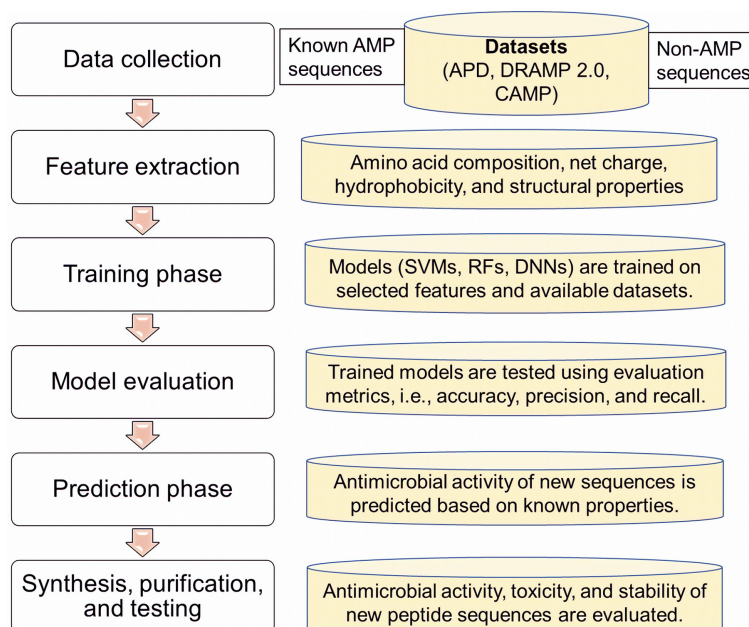 Data collection
Known AMP
sequences
Datasets
(APD, DRAMP 2.0,
CAMP)
Non-AMP
sequences
Feature extraction
Amino acid composition, net charge,
hydrophobicity, and structural properties
Training phase
Models (SVMs, RFs, DNNs) are trained on
selected features and available datasets.
Model evaluation
Trained models are tested using evaluation
metrics, i.e., accuracy, precision, and recall.
Prediction phase
Antimicrobial activity of new sequences is
predicted based on known properties.
Synthesis, purification,
and testing
Antimicrobial activity, toxicity, and stability of
new peptide sequences are evaluated.